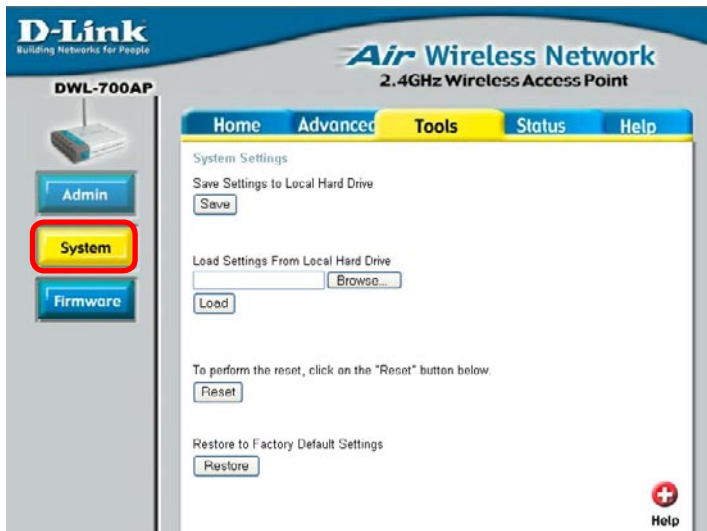 D-Link
Building Networks for People
Air Wireless Network
2.4GHz Wireless Access Point
DWL-700AP
Home Advanced Tools Status Help
System Settings
Save Settings to Local Hard Drive
Save
Admin
System
Firmware
Load Settings From Local Hard Drive
Browse...
Load
To perform the reset, click on the "Reset" button below.
Reset
Restore to Factory Default Settings
Restore
Help